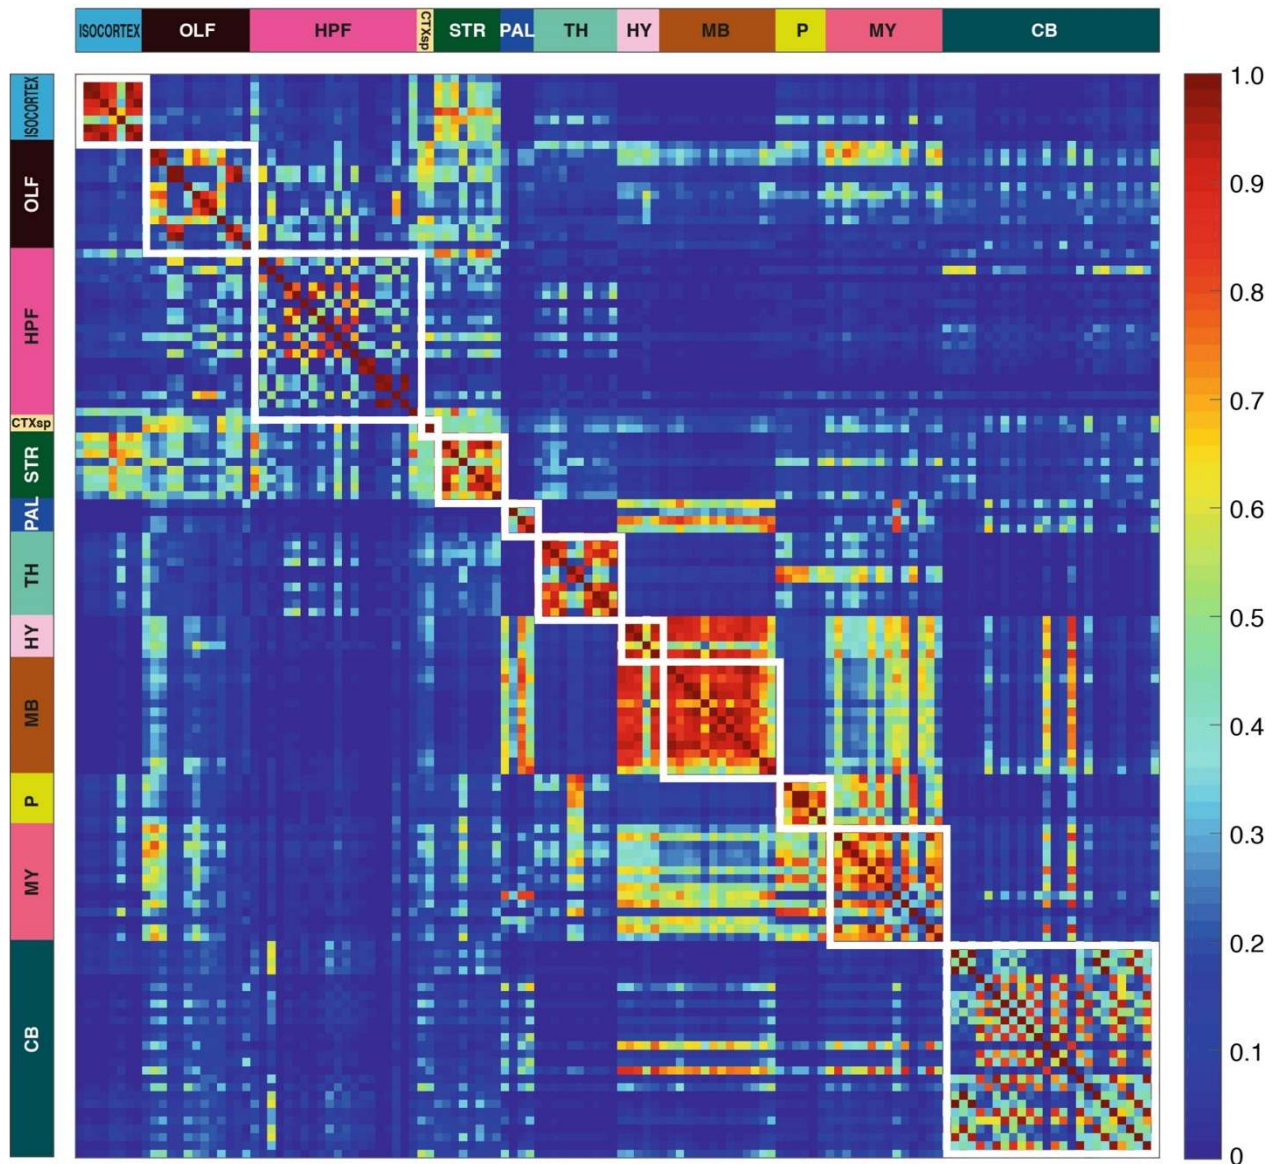 ISOCORTEX OLF HPF CTXsp STR PAL TH HY MB P MY CB
ISOCORTEX
OLF
HPF
CTXsp
STR
PAL
TH
HY
MB
P
MY
CB
1.0
0.9
0.8
0.7
0.6
0.5
0.4
0.3
0.2
0.1
0